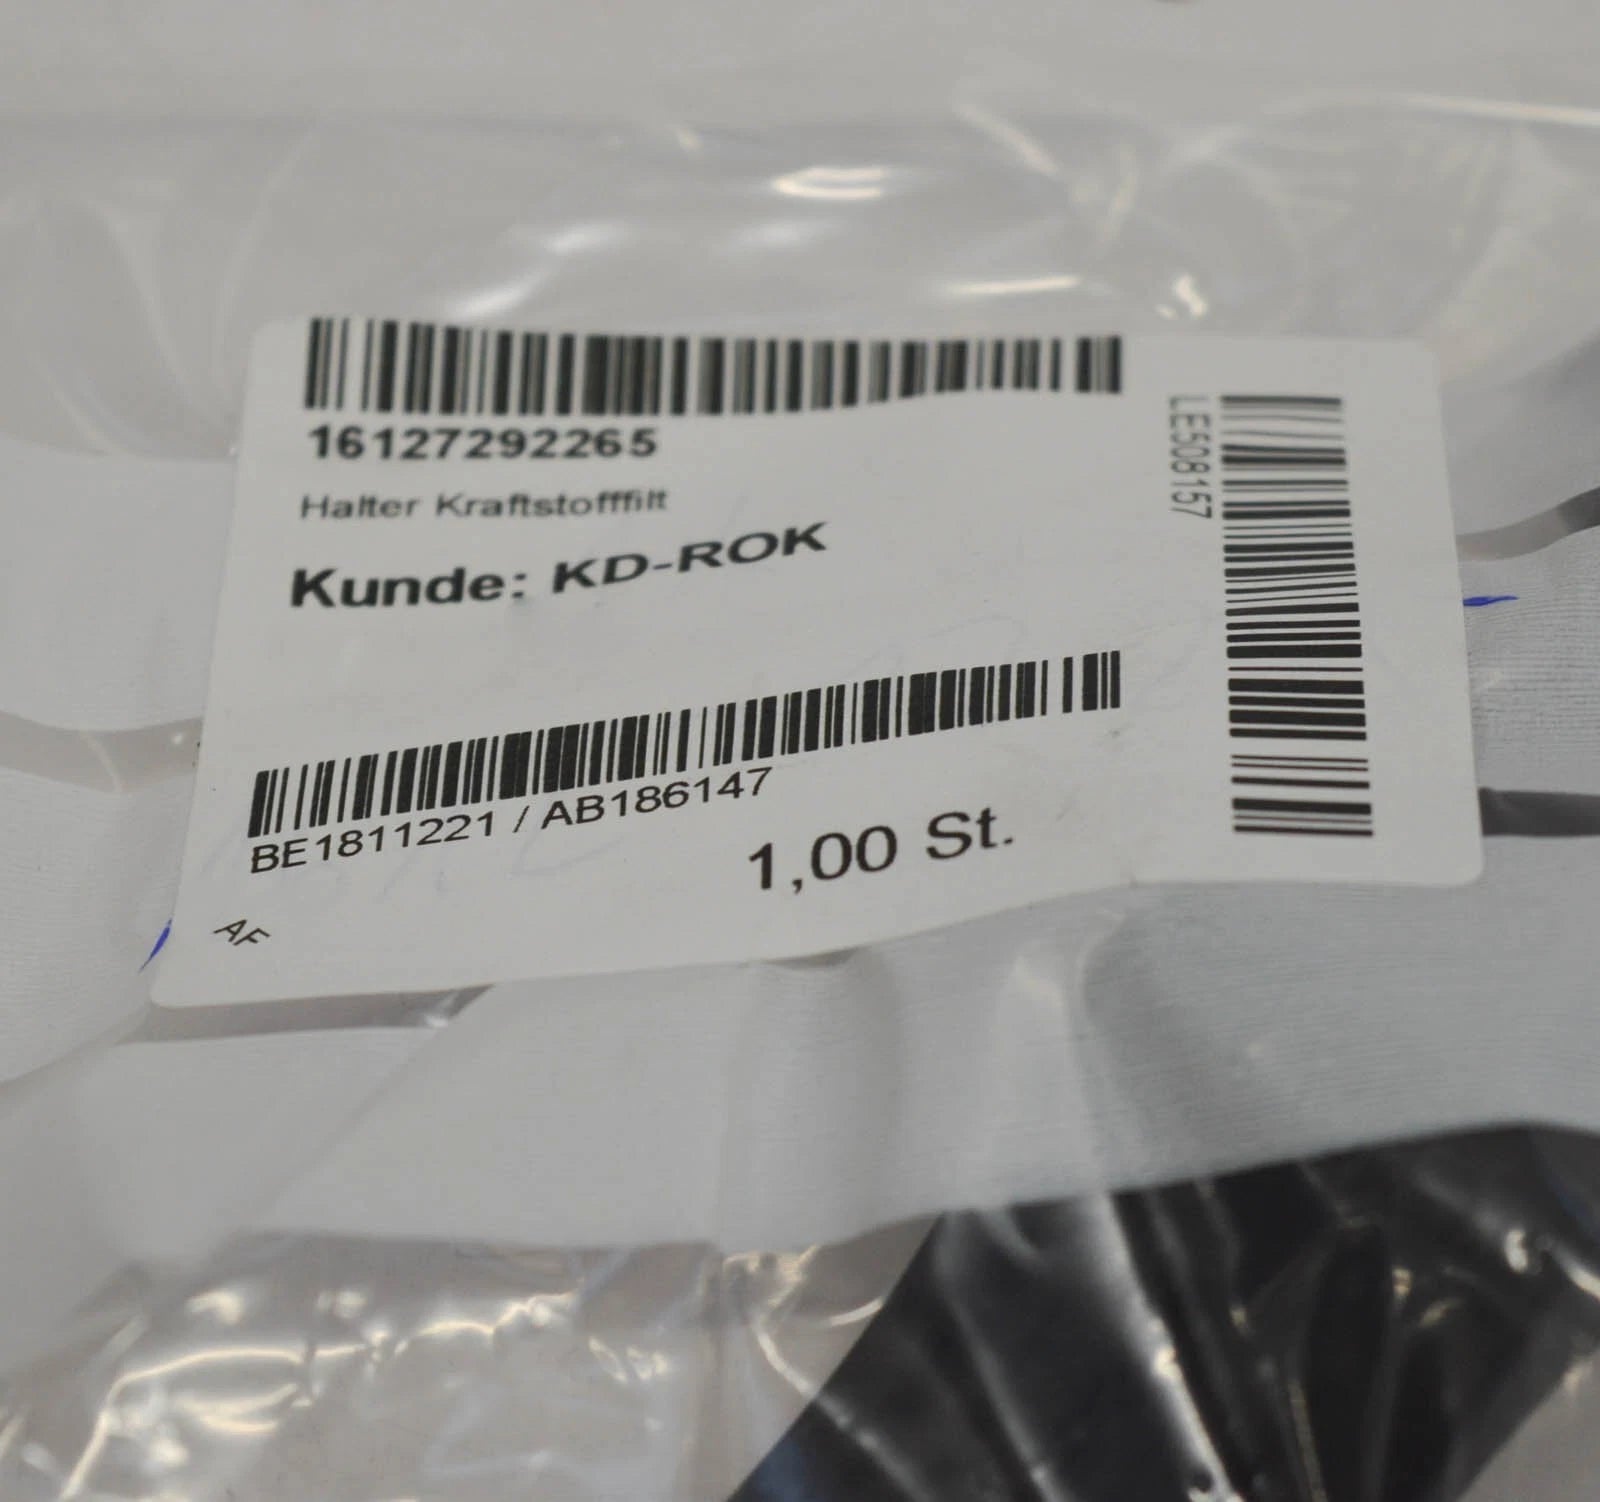 16127292265
Halter Kraftstofffilt
Kunde: KD-ROK
BE1811221 / AB186147
1,00 St.
AF
LE508157